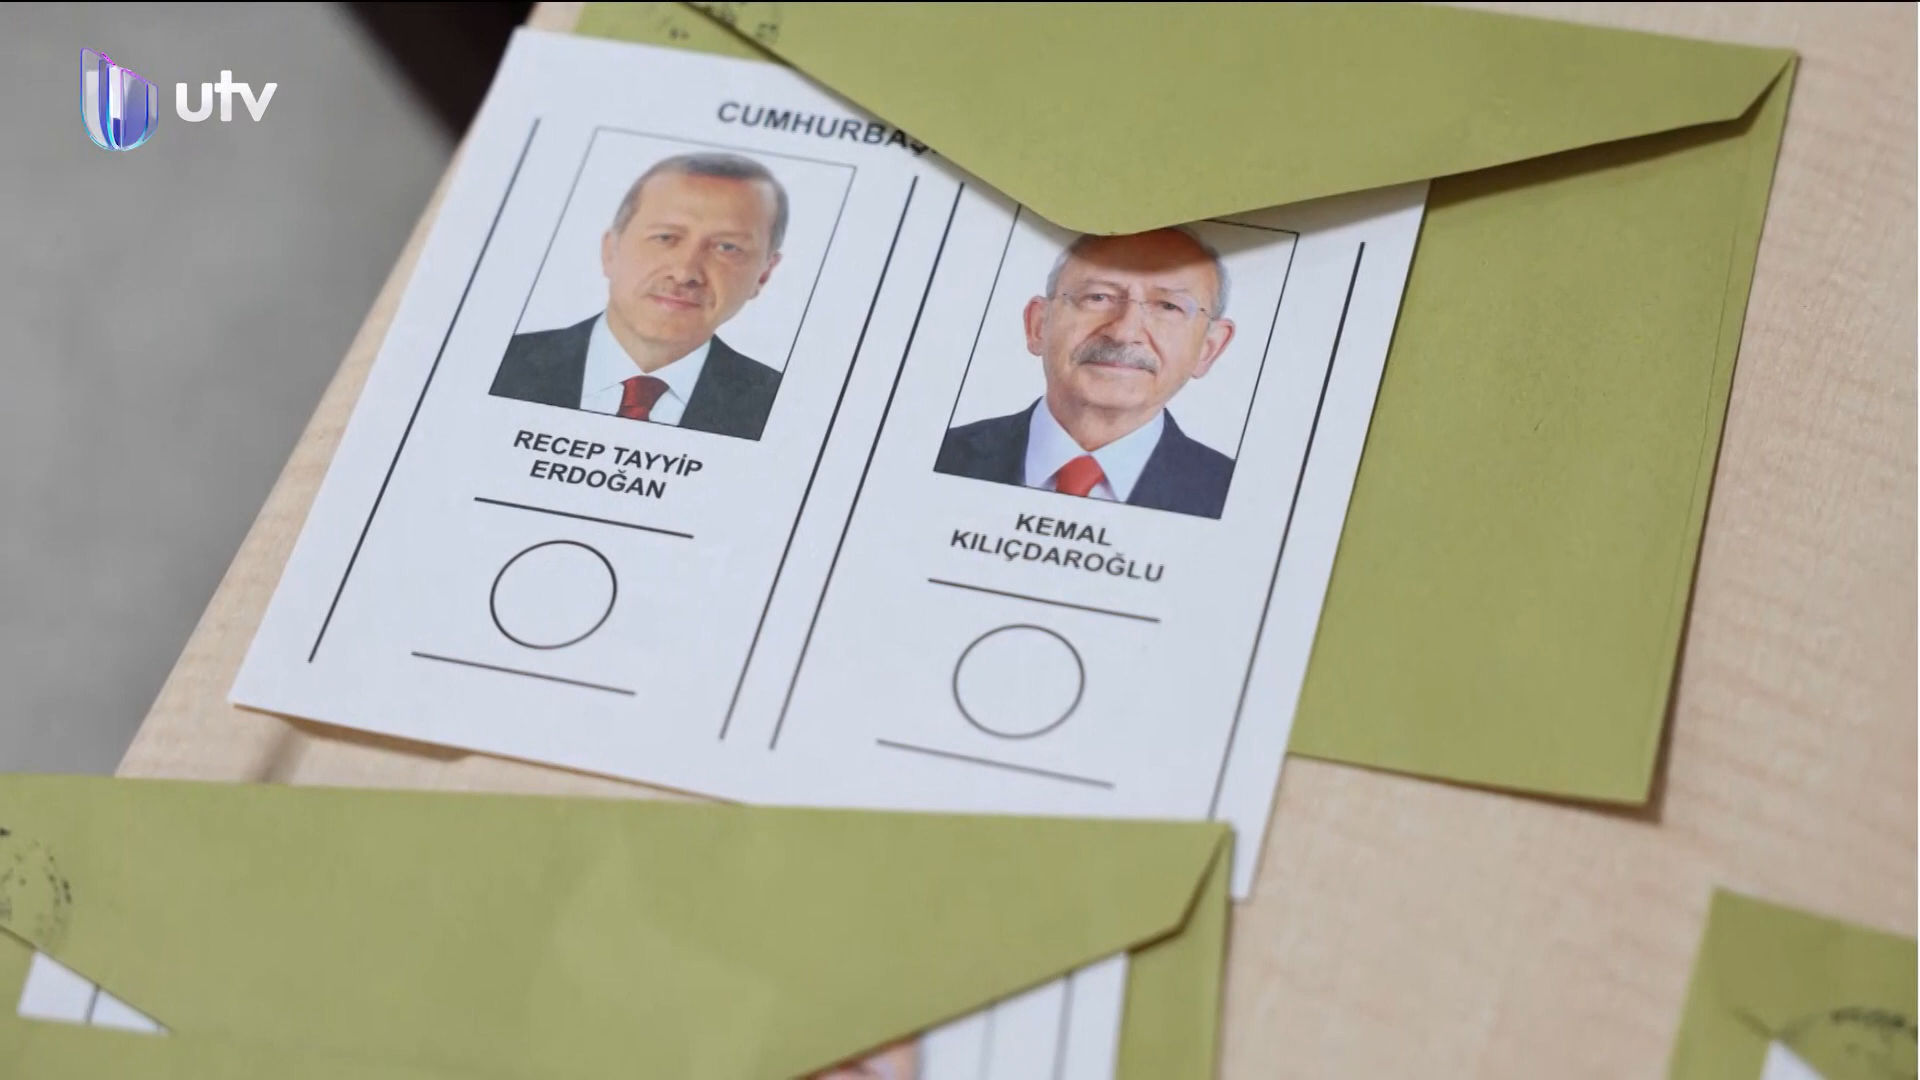 utv
CUMHURBAŞ
RECEP TAYYİP
ERDOĞAN
KEMAL
KILIÇDAROĞLU